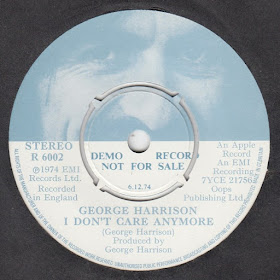 STEREO
R 6002
℗ 1974 EMI
Records Ltd.
Recorded
in England
DEMO RECORD
NOT FOR SALE
6.12.74
An Apple
Record
An EMI
Recording
7YCE 21756
Oops
Publishing Ltd.
GEORGE HARRISON
I DON'T CARE ANYMORE
(George Harrison)
Produced by
George Harrison